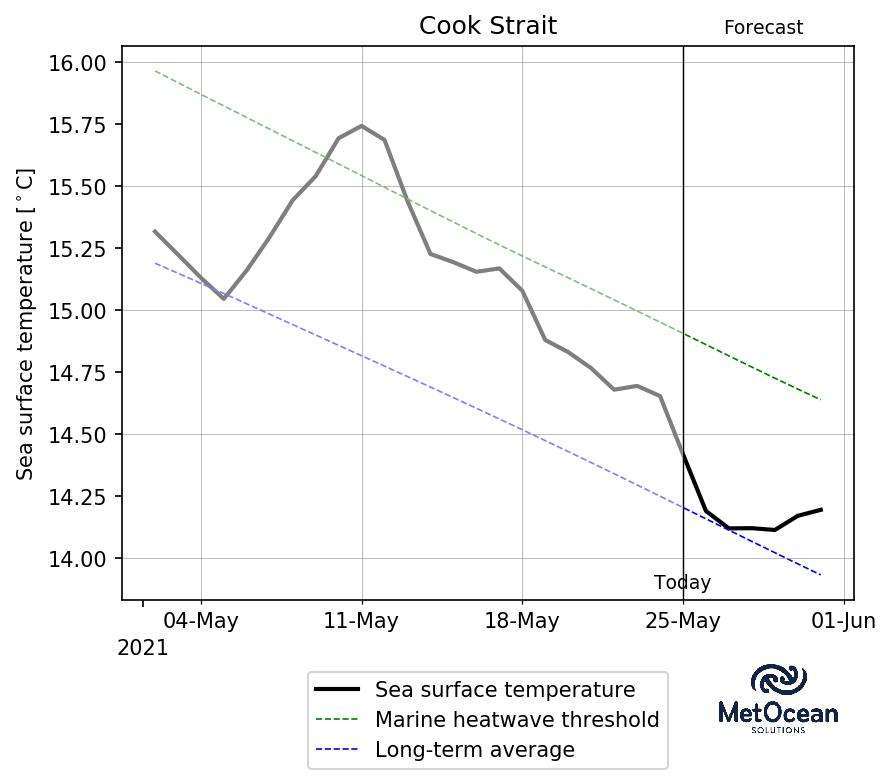 Cook Strait
Forecast
Sea surface temperature [°C]
16.00
15.75
15.50
15.25
15.00
14.75
14.50
14.25
14.00
Today
04-May
11-May
18-May
25-May
01-Jun
2021
Sea surface temperature
Marine heatwave threshold
Long-term average
MetOcean
SOLUTIONS